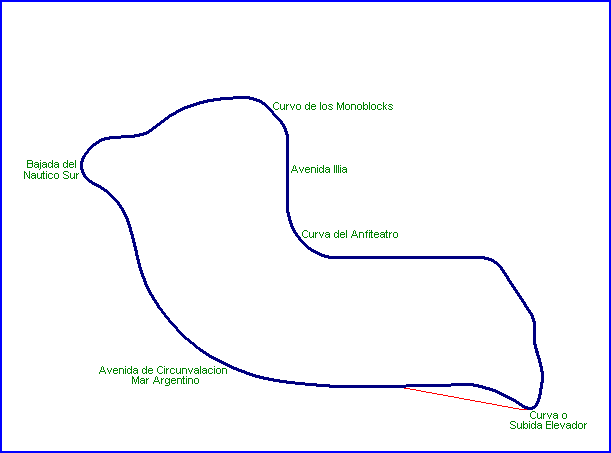 Curvo de los Monoblocks
Bajada del
Nautico Sur
Avenida Illia
Curva del Anfiteatro
Avenida de Circunvalacion
Mar Argentino
Curva o
Subida Elevador